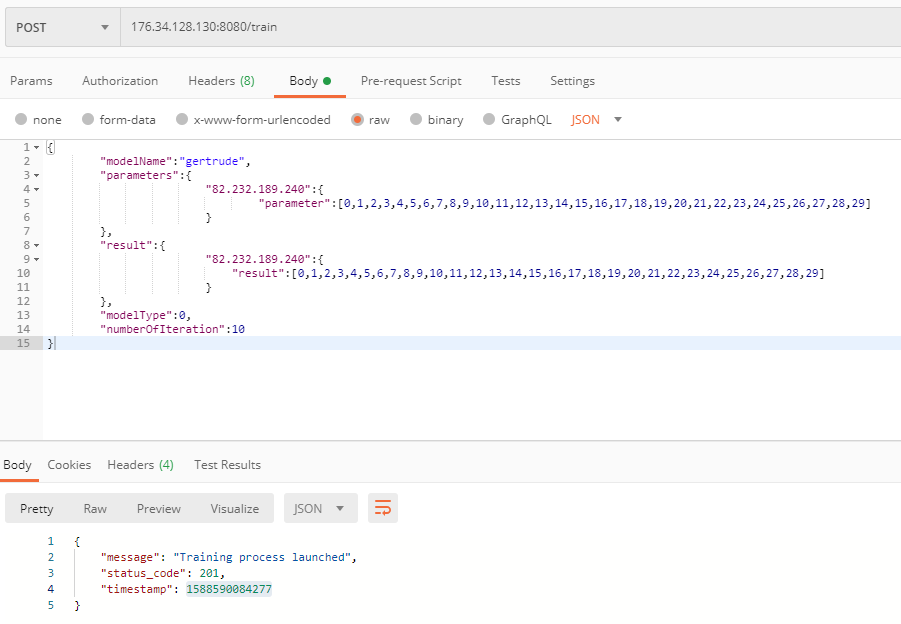 POST 176.34.128.130:8080/train
Params Authorization Headers (8) Body Pre-request Script Tests Settings
none form-data x-www-form-urlencoded raw binary GraphQL JSON
1 {
2 "modelName":"gertrude",
3 "parameters":{
4 "82.232.189.240":{
5 "parameter":[0,1,2,3,4,5,6,7,8,9,10,11,12,13,14,15,16,17,18,19,20,21,22,23,24,25,26,27,28,29]
6 }
7 },
8 "result":{
9 "82.232.189.240":{
10 "result":[0,1,2,3,4,5,6,7,8,9,10,11,12,13,14,15,16,17,18,19,20,21,22,23,24,25,26,27,28,29]
11 }
12 },
13 "modelType":0,
14 "numberOfIteration":10
15 }
Body Cookies Headers (4) Test Results
Pretty Raw Preview Visualize JSON
1 {
2 "message": "Training process launched",
3 "status_code": 201,
4 "timestamp": 1588590084277
5 }